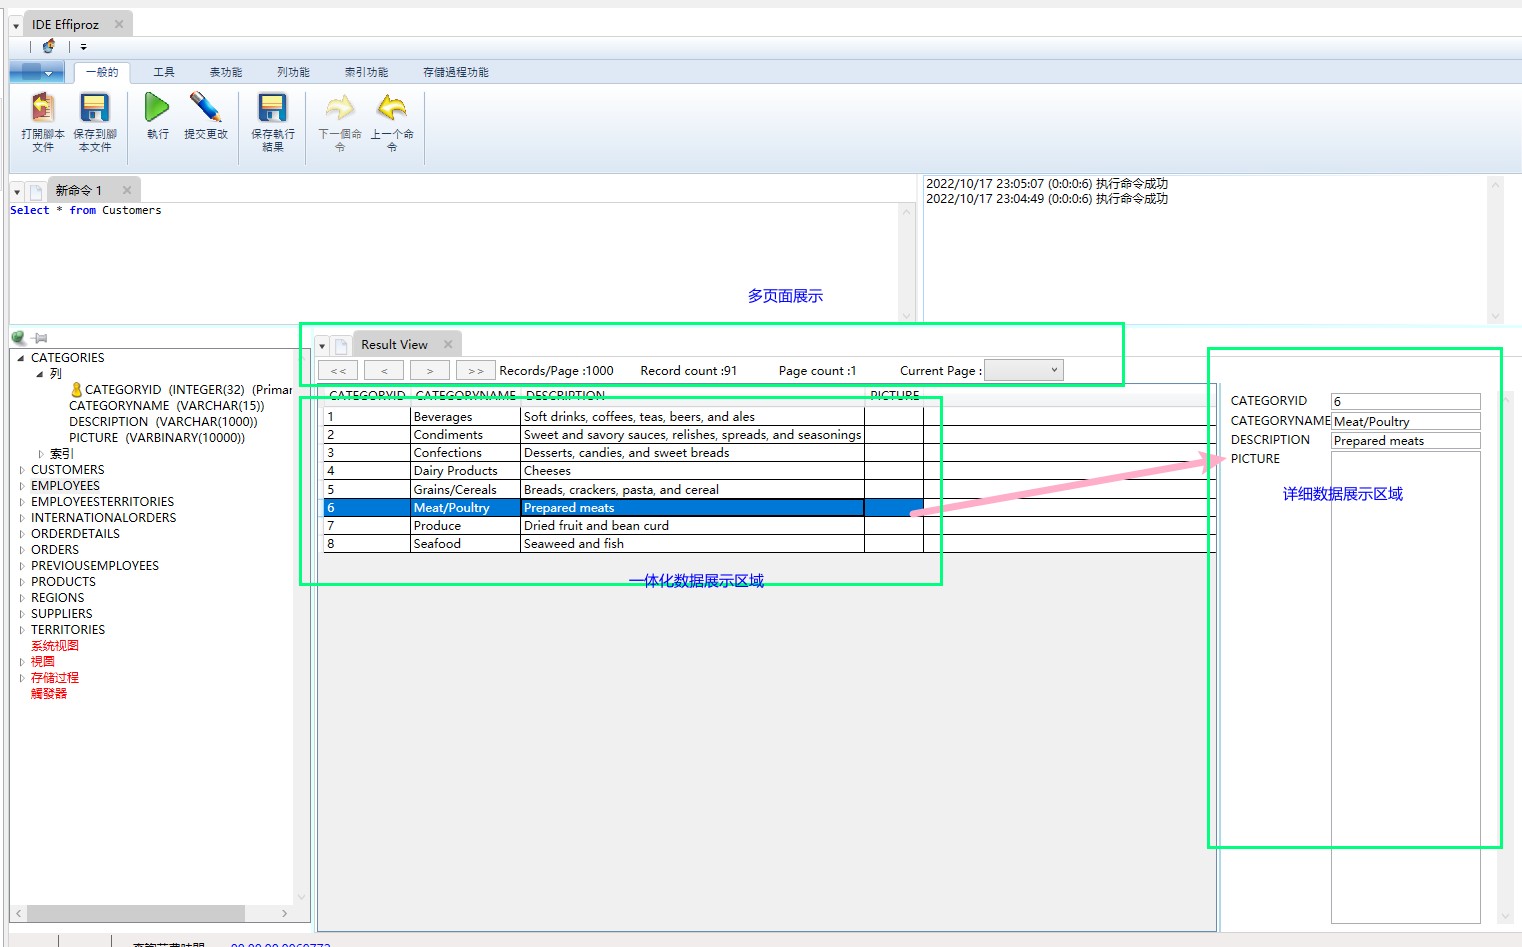 IDE Effiproz
一般的 工具 表功能 列功能 索引功能 存储過程功能
打開腳本文件 保存到腳本文件 執行 提交更改 保存執行結果 下一個命令 上一个命令
新命令 1
Select * from Customers
2022/10/17 23:05:07 (0:0:0:6) 执行命令成功
2022/10/17 23:04:49 (0:0:0:6) 执行命令成功
多页面展示
CATEGORIES
列
CATEGORYID (INTEGER(32) (Primar
CATEGORYNAME (VARCHAR(15))
DESCRIPTION (VARCHAR(1000))
PICTURE (VARBINARY(10000))
索引
CUSTOMERS
EMPLOYEES
EMPLOYEESTERRITORIES
INTERNATIONALORDERS
ORDERDETAILS
ORDERS
PREVIOUSEMPLOYEES
PRODUCTS
REGIONS
SUPPLIERS
TERRITORIES
系统视图
視圖
存储过程
觸發器
Result View
<< < > >> Records/Page :1000 Record count :91 Page count :1 Current Page :
CATEGORYID CATEGORYNAME DESCRIPTION PICTURE
1 Beverages Soft drinks, coffees, teas, beers, and ales
2 Condiments Sweet and savory sauces, relishes, spreads, and seasonings
3 Confections Desserts, candies, and sweet breads
4 Dairy Products Cheeses
5 Grains/Cereals Breads, crackers, pasta, and cereal
6 Meat/Poultry Prepared meats
7 Produce Dried fruit and bean curd
8 Seafood Seaweed and fish
一体化数据展示区域
CATEGORYID 6
CATEGORYNAME Meat/Poultry
DESCRIPTION Prepared meats
PICTURE
详细数据展示区域